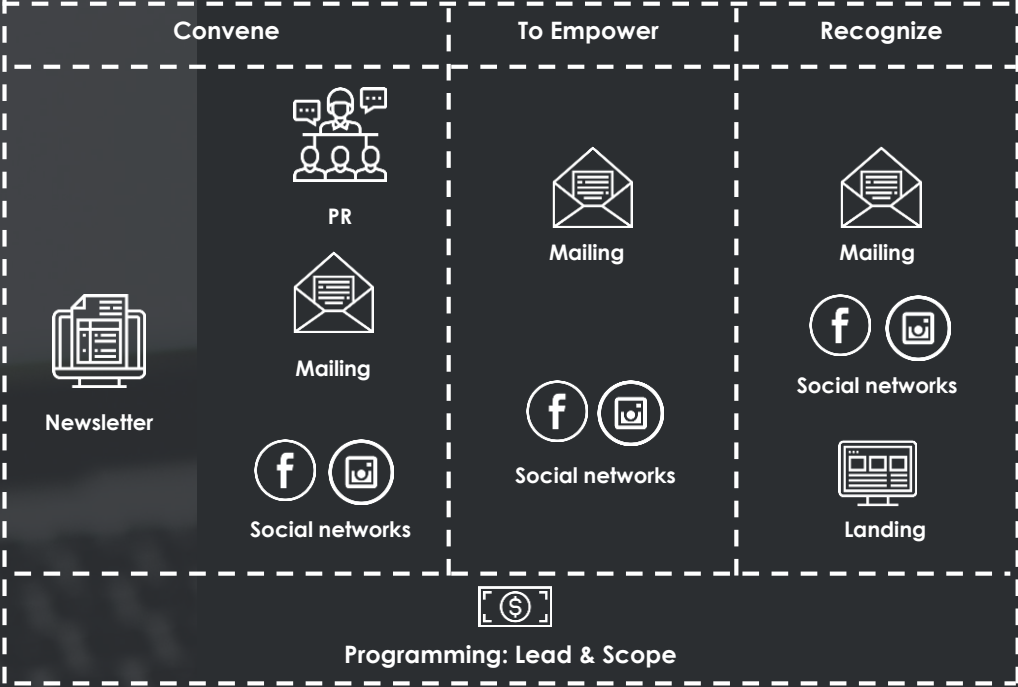 Convene
To Empower
Recognize
Newsletter
PR
Mailing
Social networks
Mailing
Social networks
Mailing
Social networks
Landing
Programming: Lead & Scope